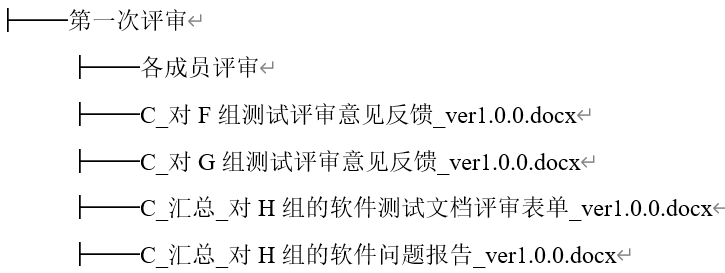 ├───第一次评审
├───各成员评审
├───C_对 F 组测试评审意见反馈_ver1.0.0.docx
├───C_对 G 组测试评审意见反馈_ver1.0.0.docx
├───C_汇总_对 H 组的软件测试文档评审表单_ver1.0.0.docx
├───C_汇总_对 H 组的软件问题报告_ver1.0.0.docx